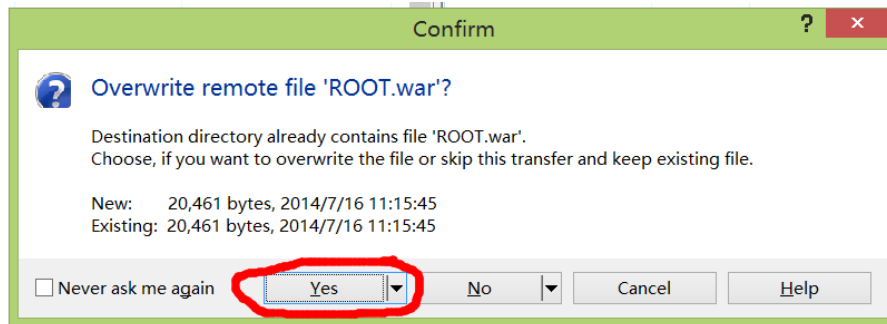 Confirm
?
×
Overwrite remote file 'ROOT.war'?
Destination directory already contains file 'ROOT.war'.
Choose, if you want to overwrite the file or skip this transfer and keep existing file.
New: 20,461 bytes, 2014/7/16 11:15:45
Existing: 20,461 bytes, 2014/7/16 11:15:45
Never ask me again Yes No Cancel Help